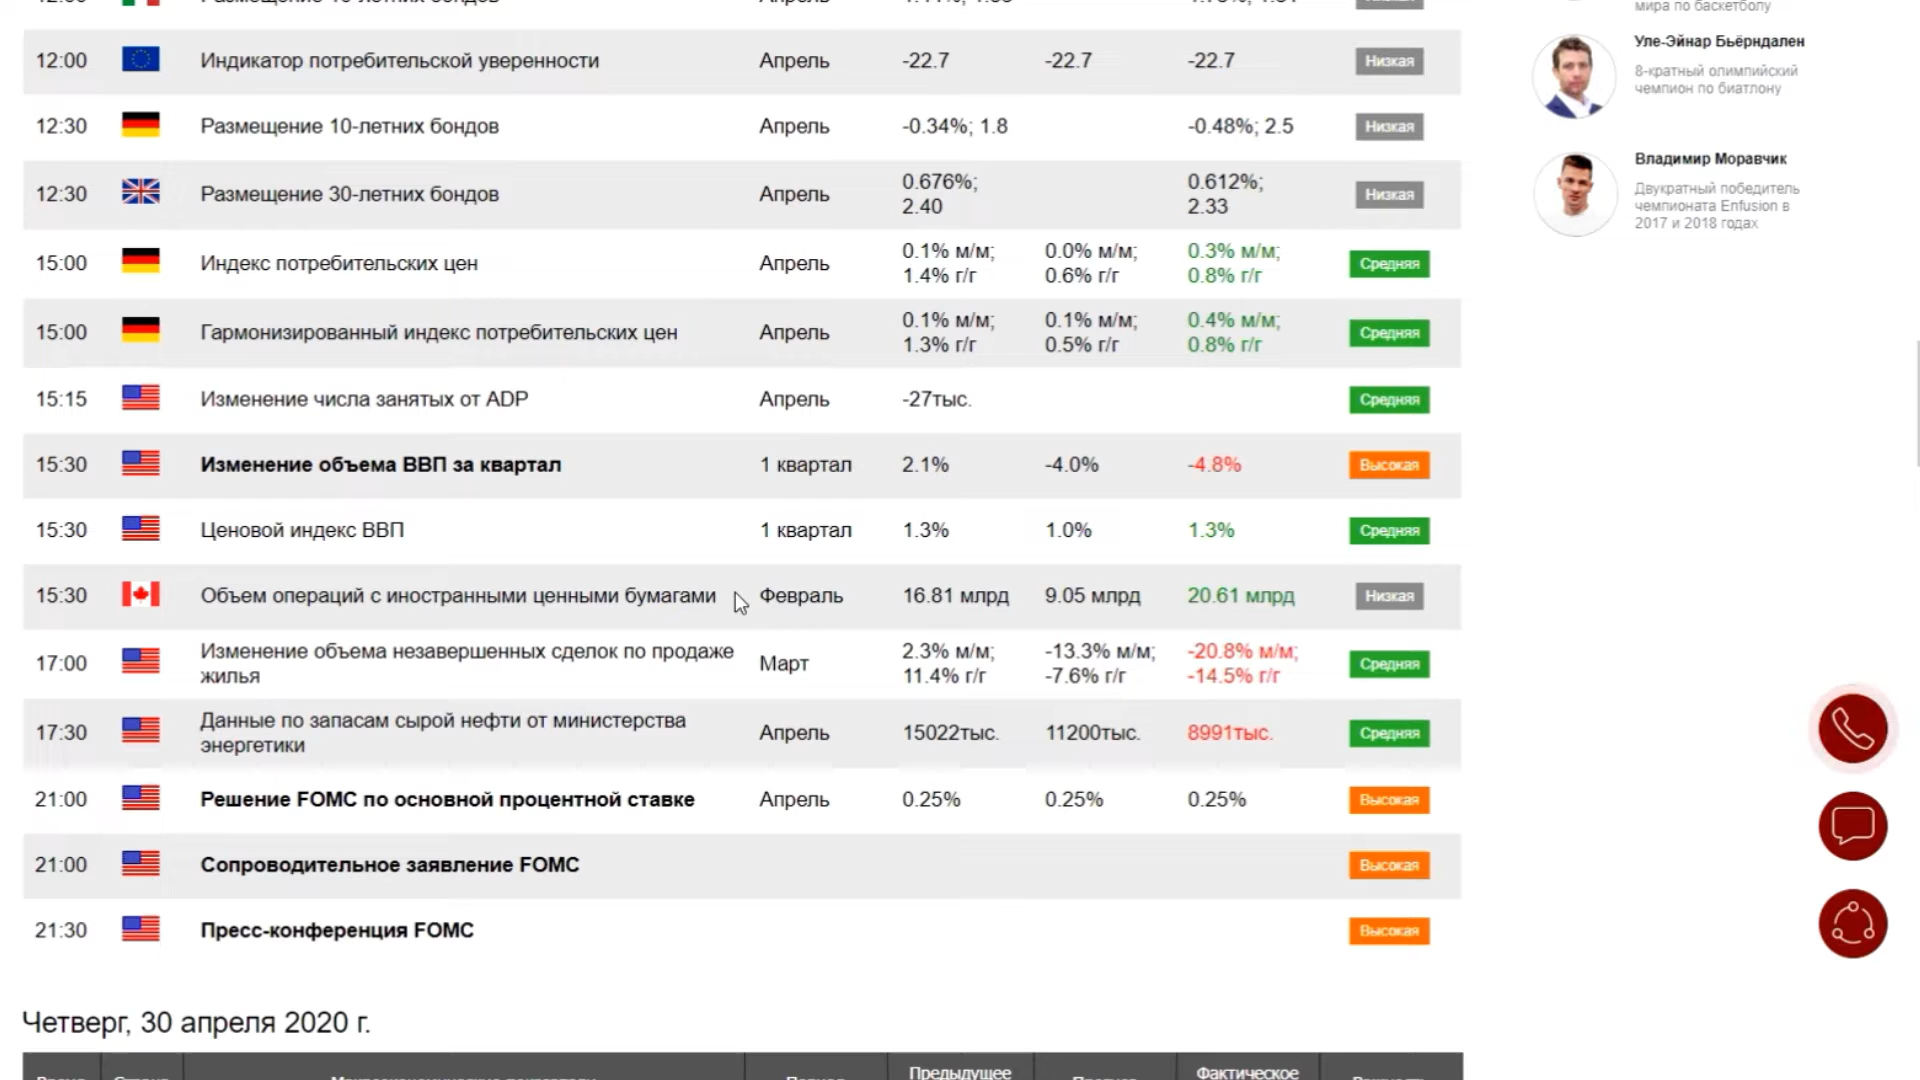 12:00 Индикатор потребительской уверенности Апрель -22.7 -22.7 -22.7 Низкая
12:30 Размещение 10-летних бондов Апрель -0.34%; 1.8 -0.48%; 2.5 Низкая
12:30 Размещение 30-летних бондов Апрель 0.676%; 2.40 0.612%; 2.33 Низкая
15:00 Индекс потребительских цен Апрель 0.1% м/м; 1.4% г/г 0.0% м/м; 0.6% г/г 0.3% м/м; 0.8% г/г Средняя
15:00 Гармонизированный индекс потребительских цен Апрель 0.1% м/м; 1.3% г/г 0.1% м/м; 0.5% г/г 0.4% м/м; 0.8% г/г Средняя
15:15 Изменение числа занятых от ADP Апрель -27тыс. Средняя
15:30 Изменение объема ВВП за квартал 1 квартал 2.1% -4.0% -4.8% Высокая
15:30 Ценовой индекс ВВП 1 квартал 1.3% 1.0% 1.3% Средняя
15:30 Объем операций с иностранными ценными бумагами Февраль 16.81 млрд 9.05 млрд 20.61 млрд Низкая
17:00 Изменение объема незавершенных сделок по продаже жилья Март 2.3% м/м; 11.4% г/г -13.3% м/м; -7.6% г/г -20.8% м/м; -14.5% г/г Средняя
17:30 Данные по запасам сырой нефти от министерства энергетики Апрель 15022тыс. 11200тыс. 8991тыс. Средняя
21:00 Решение FOMC по основной процентной ставке Апрель 0.25% 0.25% 0.25% Высокая
21:00 Сопроводительное заявление FOMC Высокая
21:30 Пресс-конференция FOMC Высокая
Четверг, 30 апреля 2020 г.
Предыдущее Фактическое
мира по баскетболу
Уле-Эйнар Бьёрндален
8-кратный олимпийский
чемпион по биатлону
Владимир Моравчик
Двукратный победитель
чемпионата Enfusion в
2017 и 2018 годах